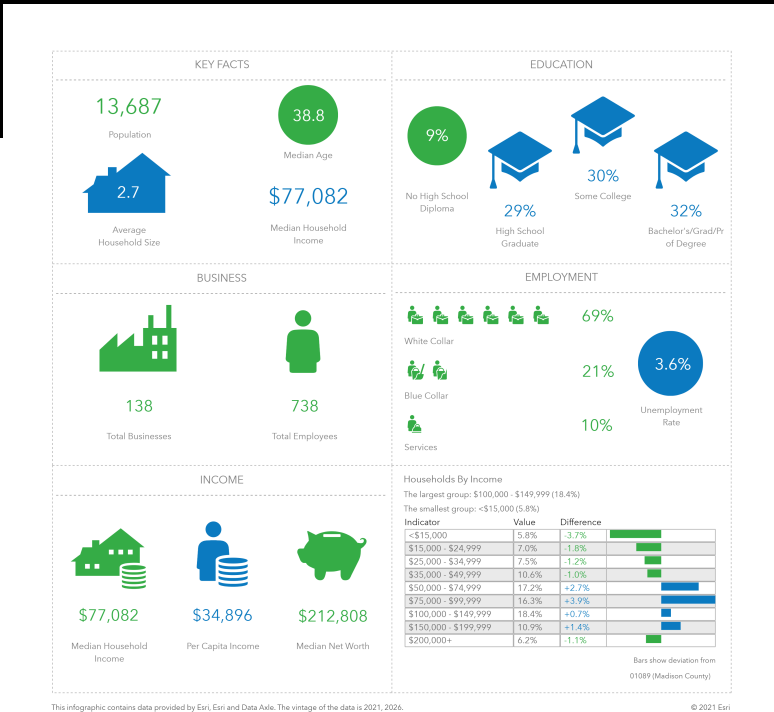 KEY FACTS
13,687
Population
38.8
Median Age
2.7
Average
Household Size
$77,082
Median Household
Income
EDUCATION
9%
No High School
Diploma
29%
High School
Graduate
30%
Some College
32%
Bachelor's/Grad/Pr
of Degree
BUSINESS
138
Total Businesses
738
Total Employees
EMPLOYMENT
69%
White Collar
21%
Blue Collar
10%
Services
3.6%
Unemployment
Rate
INCOME
$77,082
Median Household
Income
$34,896
Per Capita Income
$212,808
Median Net Worth
Households By Income
The largest group: $100,000 - $149,999 (18.4%)
The smallest group: <$15,000 (5.8%)
Indicator Value Difference
<$15,000 5.8% -3.7%
$15,000 - $24,999 7.0% -1.8%
$25,000 - $34,999 7.5% -1.2%
$35,000 - $49,999 10.6% -1.0%
$50,000 - $74,999 17.2% +2.7%
$75,000 - $99,999 16.3% +3.9%
$100,000 - $149,999 18.4% +0.7%
$150,000 - $199,999 10.9% +1.4%
$200,000+ 6.2% -1.1%
Bars show deviation from
01089 (Madison County)
This infographic contains data provided by Esri, Esri and Data Axle. The vintage of the data is 2021, 2026.
© 2021 Esri